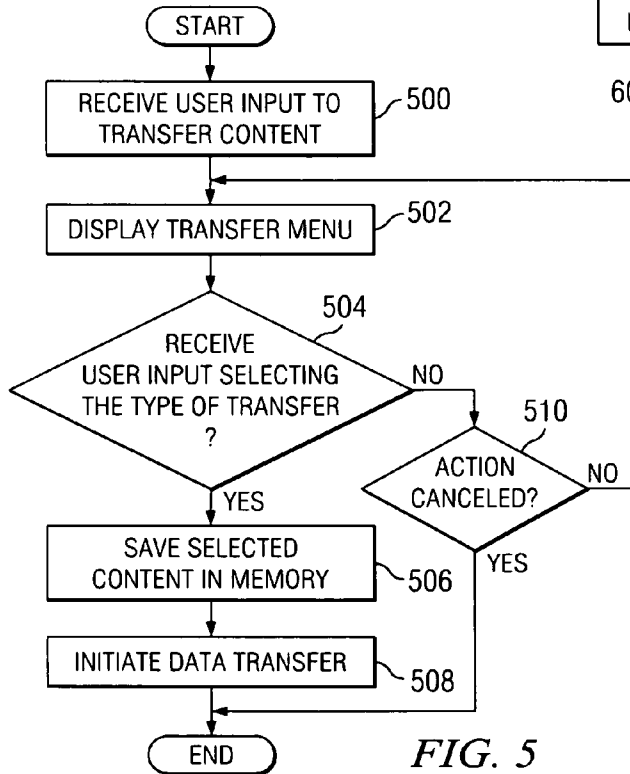 START
RECEIVE USER INPUT TO
TRANSFER CONTENT
500
DISPLAY TRANSFER MENU
502
504
RECEIVE
USER INPUT SELECTING
THE TYPE OF TRANSFER
?
NO
YES
510
ACTION
CANCELED?
NO
YES
SAVE SELECTED
CONTENT IN MEMORY
506
INITIATE DATA TRANSFER
508
END
FIG. 5